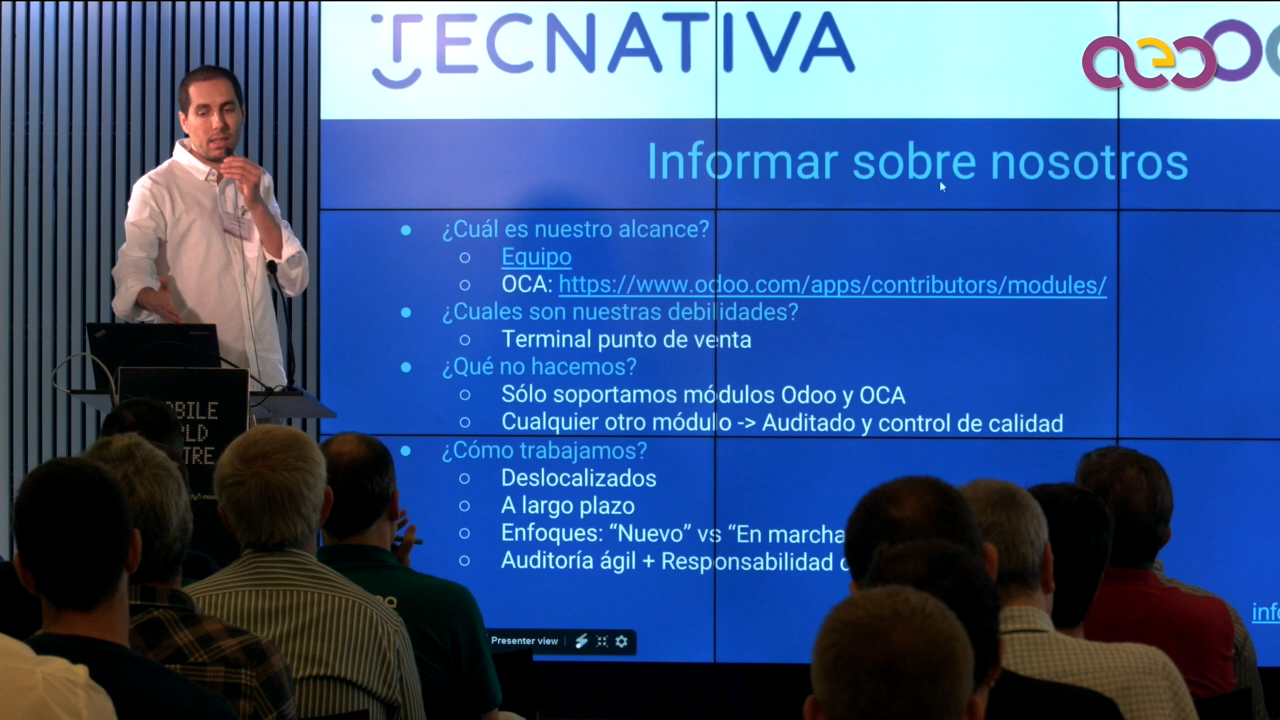 TECNATIVA
aeo
Informar sobre nosotros
¿Cuál es nuestro alcance?
Equipo
OCA: https://www.odoo.com/apps/contributors/modules/
¿Cuales son nuestras debilidades?
Terminal punto de venta
¿Qué no hacemos?
Sólo soportamos módulos Odoo y OCA
Cualquier otro módulo -> Auditado y control de calidad
¿Cómo trabajamos?
Deslocalizados
A largo plazo
Enfoques: “Nuevo” vs “En marcha
Auditoría ágil + Responsabilidad
Presenter view